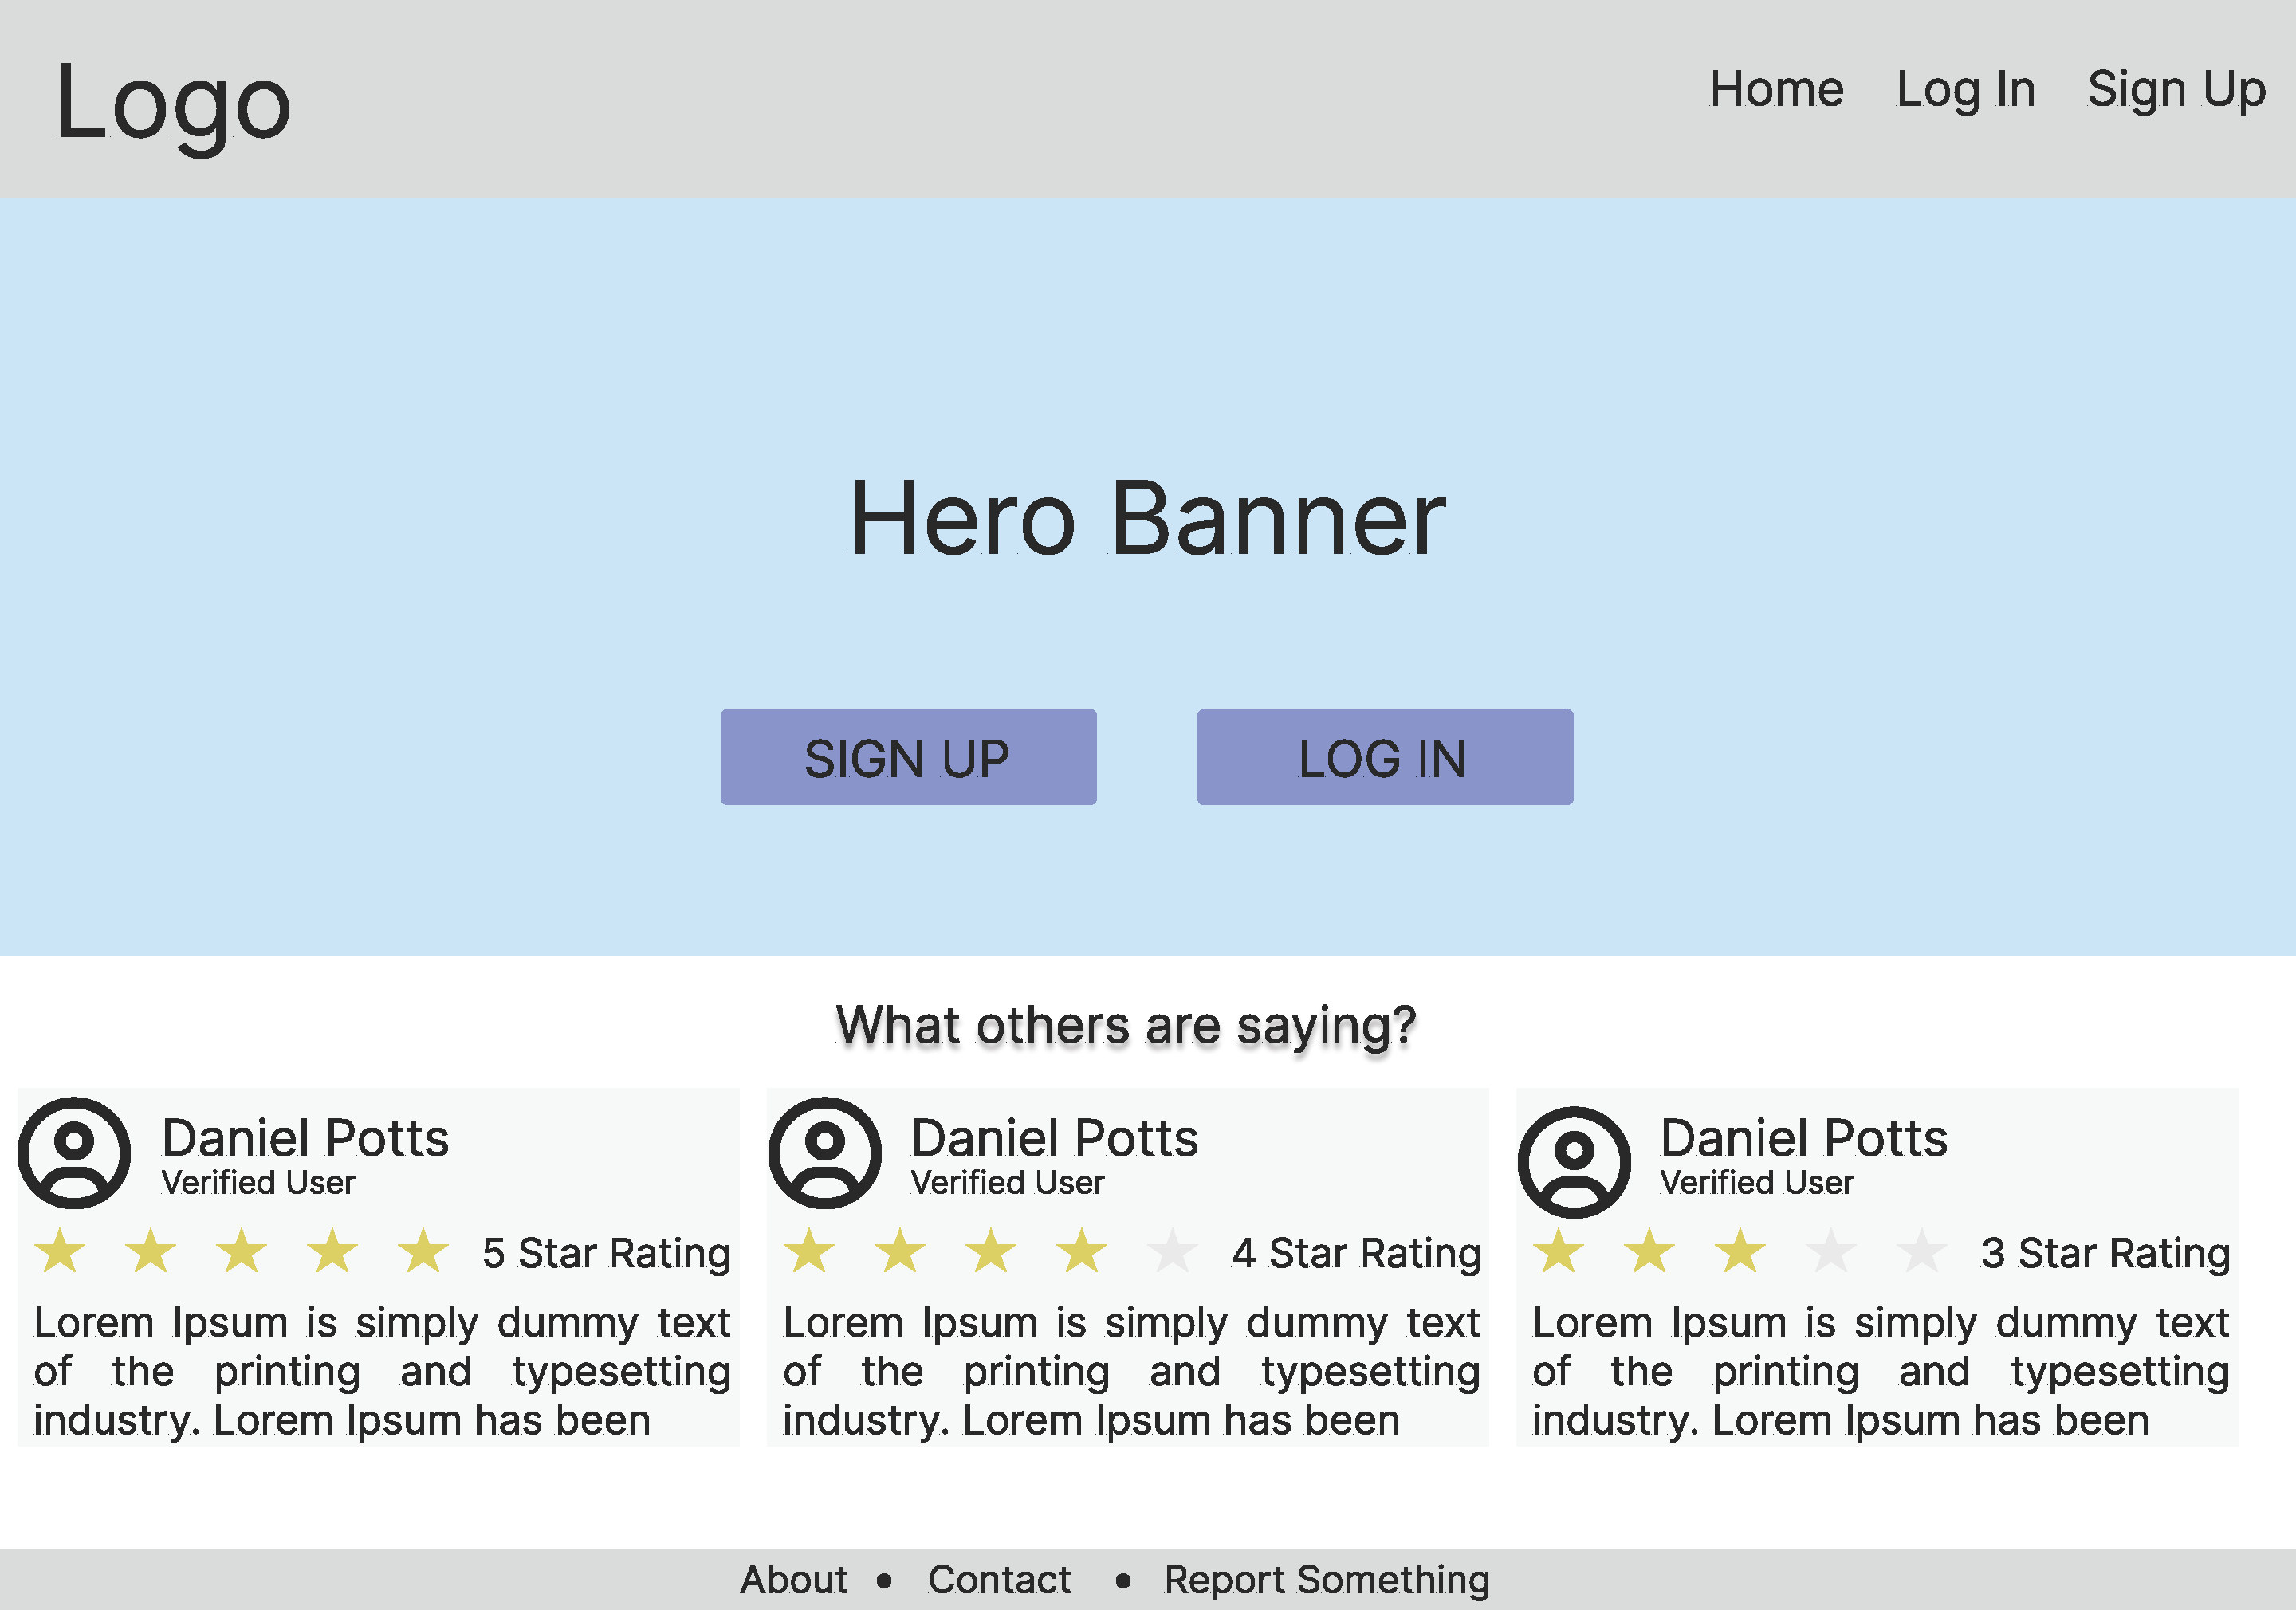 Logo
Home Log In Sign Up
Hero Banner
SIGN UP
LOG IN
What others are saying?
Daniel Potts
Verified User
5 Star Rating
Lorem Ipsum is simply dummy text
of the printing and typesetting
industry. Lorem Ipsum has been
Daniel Potts
Verified User
4 Star Rating
Lorem Ipsum is simply dummy text
of the printing and typesetting
industry. Lorem Ipsum has been
Daniel Potts
Verified User
3 Star Rating
Lorem Ipsum is simply dummy text
of the printing and typesetting
industry. Lorem Ipsum has been
About • Contact • Report Something